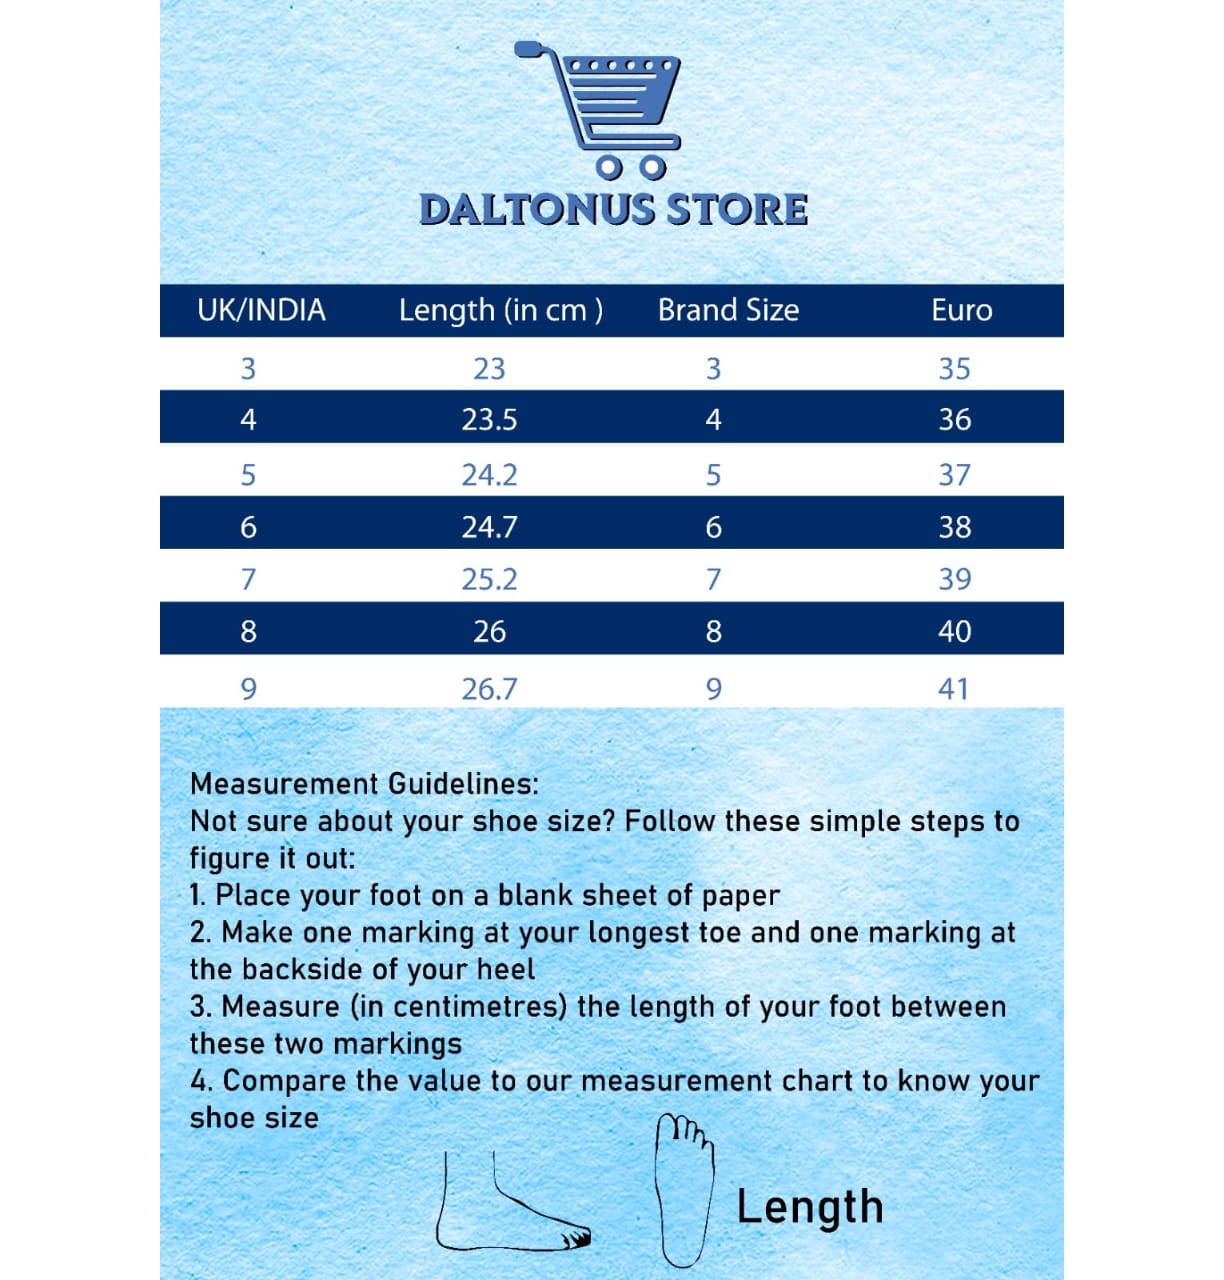 DALTONUS STORE
UK/INDIA Length (in cm ) Brand Size Euro
3 23 3 35
4 23.5 4 36
5 24.2 5 37
6 24.7 6 38
7 25.2 7 39
8 26 8 40
9 26.7 9 41
Measurement Guidelines:
Not sure about your shoe size? Follow these simple steps to
figure it out:
1. Place your foot on a blank sheet of paper
2. Make one marking at your longest toe and one marking at
the backside of your heel
3. Measure (in centimetres) the length of your foot between
these two markings
4. Compare the value to our measurement chart to know your
shoe size
Length